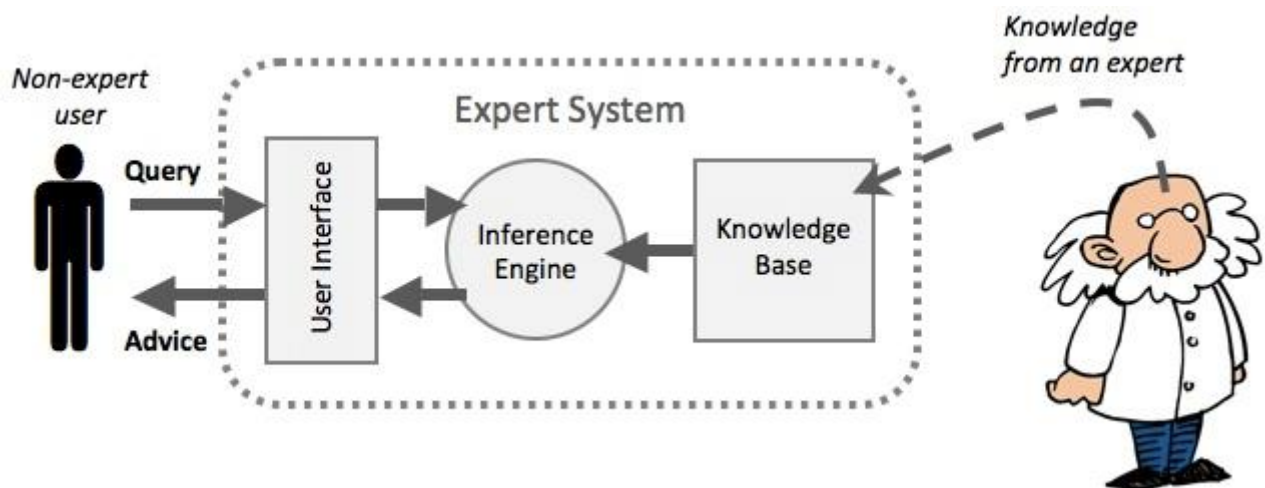 Non-expert
user
Knowledge
from an expert
Expert System
Query
Advice
User Interface
Inference
Engine
Knowledge
Base